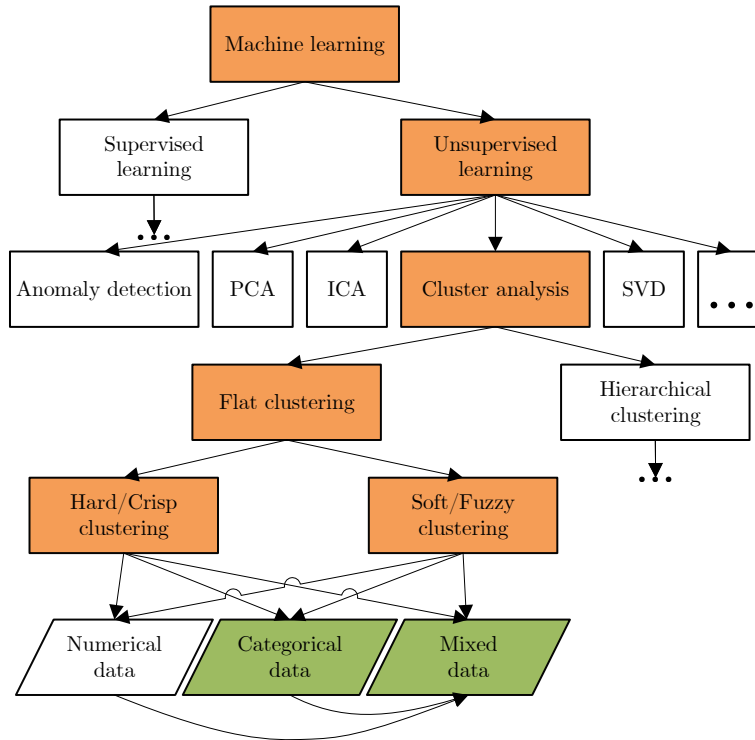 Machine learning
Supervised
learning
Unsupervised
learning
...
Anomaly detection
PCA
ICA
Cluster analysis
SVD
...
Flat clustering
Hierarchical
clustering
...
Hard/Crisp
clustering
Soft/Fuzzy
clustering
Numerical
data
Categorical
data
Mixed
data